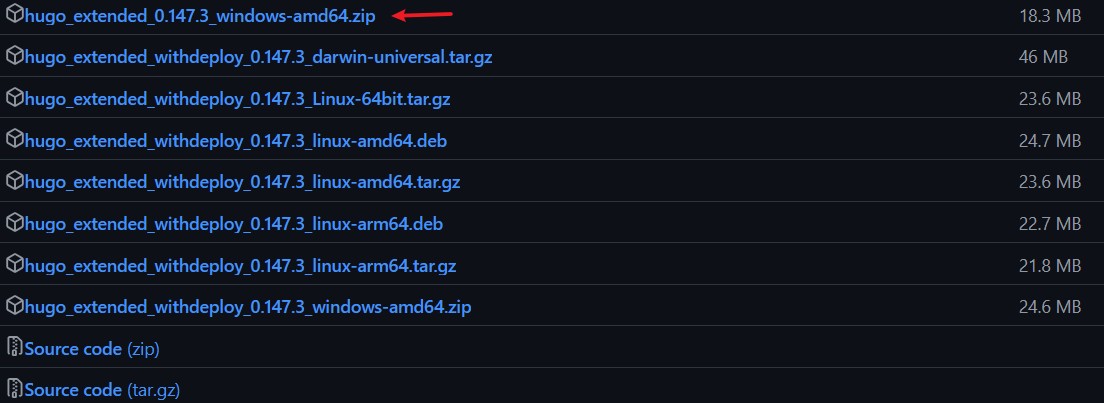 hugo_extended_0.147.3_windows-amd64.zip 18.3 MB
hugo_extended_withdeploy_0.147.3_darwin-universal.tar.gz 46 MB
hugo_extended_withdeploy_0.147.3_Linux-64bit.tar.gz 23.6 MB
hugo_extended_withdeploy_0.147.3_linux-amd64.deb 24.7 MB
hugo_extended_withdeploy_0.147.3_linux-amd64.tar.gz 23.6 MB
hugo_extended_withdeploy_0.147.3_linux-arm64.deb 22.7 MB
hugo_extended_withdeploy_0.147.3_linux-arm64.tar.gz 21.8 MB
hugo_extended_withdeploy_0.147.3_windows-amd64.zip 24.6 MB
Source code (zip)
Source code (tar.gz)